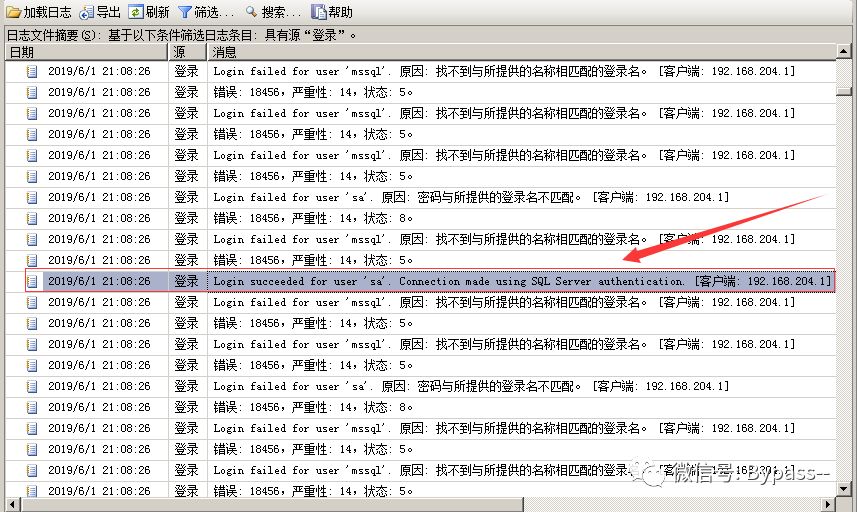 加载日志 导出 刷新 筛选... 搜索... 帮助
日志文件摘要(S): 基于以下条件筛选日志条目: 具有源“登录”。
日期 源 消息
2019/6/1 21:08:26 登录 Login failed for user 'mssql'. 原因: 找不到与所提供的名称相匹配的登录名。 [客户端: 192.168.204.1]
2019/6/1 21:08:26 登录 错误: 18456，严重性: 14，状态: 5。
2019/6/1 21:08:26 登录 Login failed for user 'mssql'. 原因: 找不到与所提供的名称相匹配的登录名。 [客户端: 192.168.204.1]
2019/6/1 21:08:26 登录 错误: 18456，严重性: 14，状态: 5。
2019/6/1 21:08:26 登录 Login failed for user 'mssql'. 原因: 找不到与所提供的名称相匹配的登录名。 [客户端: 192.168.204.1]
2019/6/1 21:08:26 登录 错误: 18456，严重性: 14，状态: 5。
2019/6/1 21:08:26 登录 Login failed for user 'sa'. 原因: 密码与所提供的登录名不匹配。 [客户端: 192.168.204.1]
2019/6/1 21:08:26 登录 错误: 18456，严重性: 14，状态: 8。
2019/6/1 21:08:26 登录 Login failed for user 'mssql'. 原因: 找不到与所提供的名称相匹配的登录名。 [客户端: 192.168.204.1]
2019/6/1 21:08:26 登录 错误: 18456，严重性: 14，状态: 5。
2019/6/1 21:08:26 登录 Login succeeded for user 'sa'. Connection made using SQL Server authentication. [客户端: 192.168.204.1]
2019/6/1 21:08:26 登录 Login failed for user 'mssql'. 原因: 找不到与所提供的名称相匹配的登录名。 [客户端: 192.168.204.1]
2019/6/1 21:08:26 登录 错误: 18456，严重性: 14，状态: 5。
2019/6/1 21:08:26 登录 Login failed for user 'mssql'. 原因: 找不到与所提供的名称相匹配的登录名。 [客户端: 192.168.204.1]
2019/6/1 21:08:26 登录 错误: 18456，严重性: 14，状态: 5。
2019/6/1 21:08:26 登录 Login failed for user 'sa'. 原因: 密码与所提供的登录名不匹配。 [客户端: 192.168.204.1]
2019/6/1 21:08:26 登录 错误: 18456，严重性: 14，状态: 8。
2019/6/1 21:08:26 登录 Login failed for user 'mssql'. 原因: 找不到与所提供的名称相匹配的登录名。 [客户端: 192.168.204.1]
2019/6/1 21:08:26 登录 错误: 18456，严重性: 14，状态: 5。
2019/6/1 21:08:26 登录 Login failed for user 'mssql'. 原因: 找不到与所提供的名称相匹配的登录名。 [客户端: 192.168.204.1]
2019/6/1 21:08:26 登录 错误: 18456，严重性: 14，状态: 5。
微信号: Bypass--